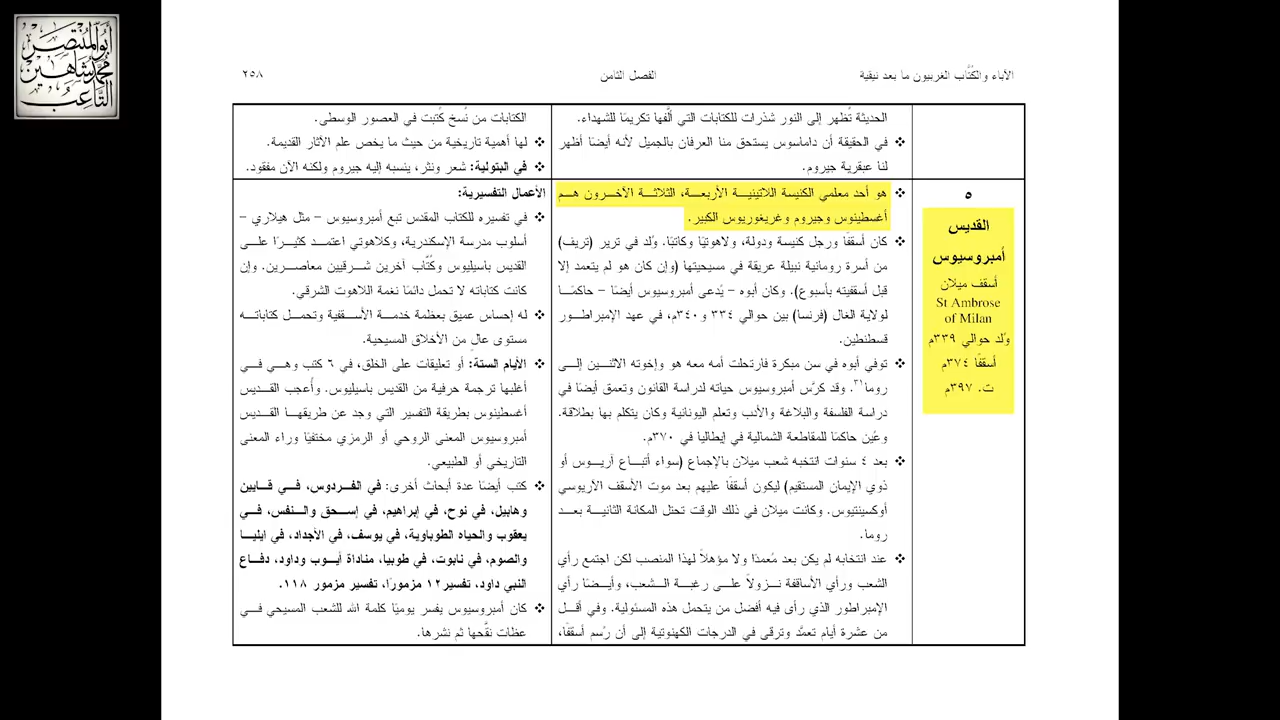 أبو المنتصر
محمد شاهين
التاعب
الآباء والكُتَّاب الغربيون ما بعد نيقية
الفصل الثامن
٢٥٨
الحديثة تُظهر إلى النور شذرات للكتابات التي ألَّفها تكريمًا للشهداء.
❖ في الحقيقة أن داماسوس يستحق منا العرفان بالجميل لأنه أيضًا أظهر
لنا عبقرية جيروم.
الكتابات من نُسخ كُتبت في العصور الوسطى.
❖ لها أهمية تاريخية من حيث ما يخص علم الآثار القديمة.
❖ في البتولية: شعر ونثر، ينسبه إليه جيروم ولكنه الآن مفقود.
٥
القديس
أمبروسيوس
أسقف ميلان
St Ambrose
of Milan
وُلد حوالي ٣٣٩م
أسقفًا ٣٧٤م
ت. ٣٩٧م
❖ هو أحد معلمي الكنيسة اللاتينية الأربعة، الثلاثة الآخرون هم
أغسطينوس وجيروم وغريغوريوس الكبير.
❖ كان أسقفًا ورجل كنيسة ودولة، ولاهوتيًا وكاتبًا. وُلد في ترير (تريف)
من أسرة رومانية نبيلة عريقة في مسيحيتها (وإن كان هو لم يتعمد إلا
قبل أسقفيته بأسبوع). وكان أبوه – يُدعى أمبروسيوس أيضًا – حاكمًا
لولاية الغال (فرنسا) بين حوالي ٣٣٤ و٣٤٠م، في عهد الإمبراطور
قسطنطين.
❖ توفي أبوه في سن مبكرة فارتحلت أمه معه هو وإخوته الاثنين إلى
روما٣١. وقد كرَّس أمبروسيوس حياته لدراسة القانون وتعمق أيضًا في
دراسة الفلسفة والبلاغة والأدب وتعلم اليونانية وكان يتكلم بها بطلاقة.
وعُين حاكمًا للمقاطعة الشمالية في إيطاليا في ٣٧٠م.
❖ بعد ٤ سنوات انتخبه شعب ميلان بالإجماع (سواء أتباع آريوس أو
ذوي الإيمان المستقيم) ليكون أسقفًا عليهم بعد موت الأسقف الأريوسي
أوكسينتيوس. وكانت ميلان في ذلك الوقت تحتل المكانة الثانية بعد
روما.
❖ عند انتخابه لم يكن بعد مُعمدًا ولا مؤهلاً لهذا المنصب لكن اجتمع رأي
الشعب ورأي الأساقفة نزولاً على رغبة الشعب، وأيضًا رأي
الإمبراطور الذي رأى فيه أفضل من يتحمل هذه المسئولية. وفي أقل
من عشرة أيام تعمَّد وترقى في الدرجات الكهنوتية إلى أن رُسم أسقفًا،
الأعمال التفسيرية:
❖ في تفسيره للكتاب المقدس تبع أمبروسيوس – مثل هيلاري –
أسلوب مدرسة الإسكندرية، وكلاهوتي اعتمد كثيرًا على
القديس باسيليوس وكُتَّاب آخرين شرقيين معاصرين. وإن
كانت كتاباته لا تحمل دائمًا نغمة اللاهوت الشرقي.
❖ له إحساس عميق بعظمة خدمة الأسقفية وتحمل كتاباته
مستوى عالٍ من الأخلاق المسيحية.
❖ الأيام الستة: أو تعليقات على الخلق، في ٦ كتب وهي في
أغلبها ترجمة حرفية من القديس باسيليوس. وأُعجب القديس
أغسطينوس بطريقة التفسير التي وجد عن طريقها القديس
أمبروسيوس المعنى الروحي أو الرمزي مختفيًا وراء المعنى
التاريخي أو الطبيعي.
❖ كتب أيضًا عدة أبحاث أخرى: في الفردوس، في قايين
وهابيل، في نوح، في إبراهيم، في إسحق والنفس، في
يعقوب والحياه الطوباوية، في يوسف، في الأجداد، في إيليا
والصوم، في نابوت، في طوبيا، مناداة أيوب وداود، دفاع
النبي داود، تفسير ١٢ مزمورًا، تفسير مزمور ١١٨.
❖ كان أمبروسيوس يفسر يوميًا كلمة الله للشعب المسيحي في
عظات نقَّحها ثم نشرها.